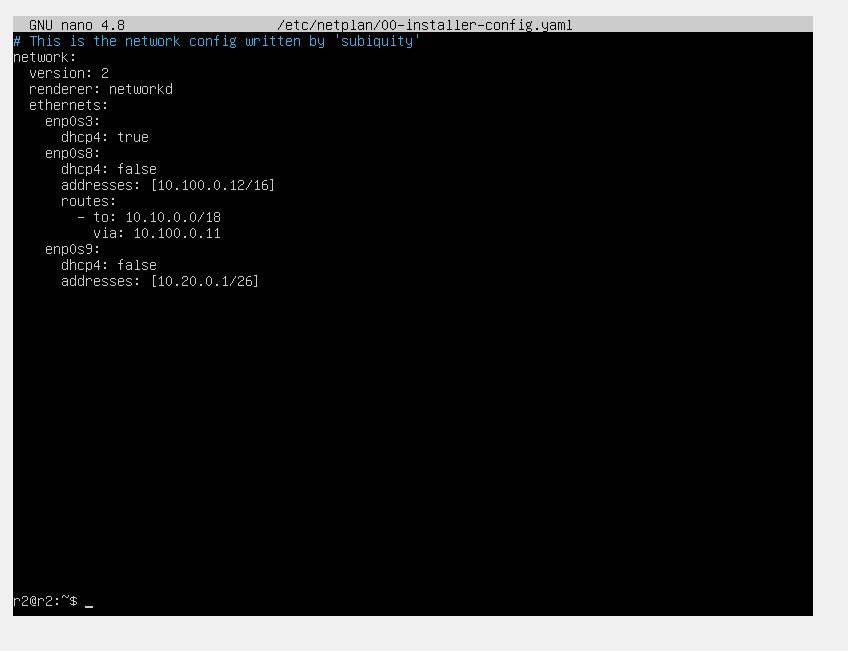 GNU nano 4.8 /etc/netplan/00-installer-config.yaml
# This is the network config written by 'subiquity'
network:
  version: 2
  renderer: networkd
  ethernets:
    enp0s3:
      dhcp4: true
    enp0s8:
      dhcp4: false
      addresses: [10.100.0.12/16]
      routes:
        - to: 10.10.0.0/18
          via: 10.100.0.11
    enp0s9:
      dhcp4: false
      addresses: [10.20.0.1/26]
r2@r2:~$ _